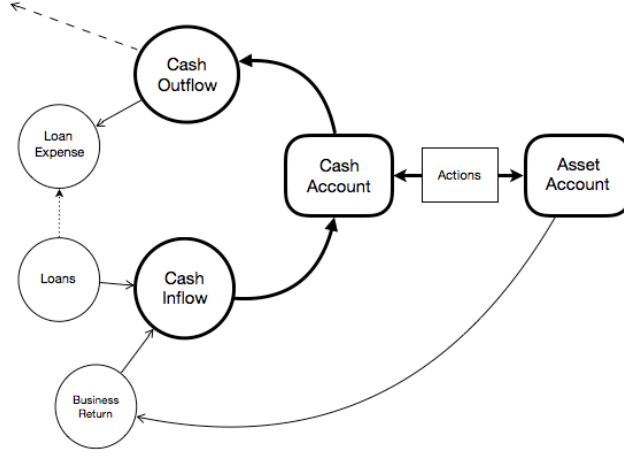 Cash
Outflow
Loan
Expense
Cash
Account
Actions
Asset
Account
Loans
Cash
Inflow
Business
Return